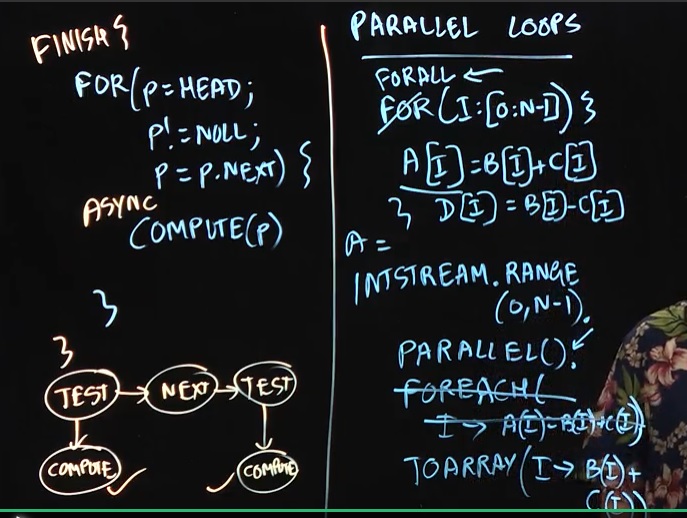 FINISH {
FOR(P=HEAD;
P!=NULL;
P=P.NEXT) {
ASYNC
COMPUTE(P)
}
}
TEST → NEXT → TEST
COMPUTE COMPUTE
PARALLEL LOOPS
FORALL ←
FOR(I:[0:N-1]) {
A[I]=B[I]+C[I]
} D[I]=B[I]-C[I]
A =
INTSTREAM.RANGE
(0,N-1).
PARALLEL().
FOREACH(
I → A(I)=B(I)+C(I))
TOARRAY(I→ B(I)+
C(I))